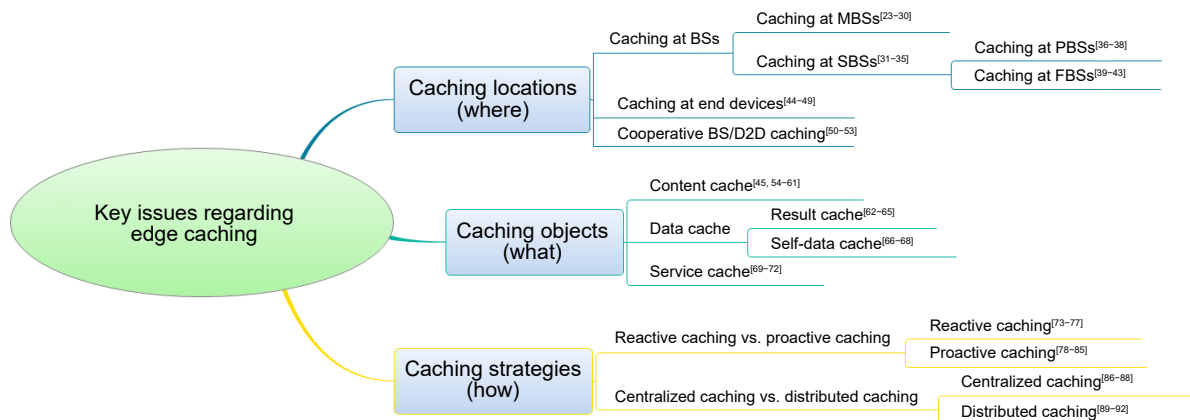 Key issues regarding
edge caching
Caching locations
(where)
Caching at BSs
Caching at MBSs[23−30]
Caching at SBSs[31−35]
Caching at PBSs[36−38]
Caching at FBSs[39−43]
Caching at end devices[44−49]
Cooperative BS/D2D caching[50−53]
Caching objects
(what)
Content cache[45, 54−61]
Data cache
Result cache[62−65]
Self-data cache[66−68]
Service cache[69−72]
Caching strategies
(how)
Reactive caching vs. proactive caching
Reactive caching[73−77]
Proactive caching[78−85]
Centralized caching vs. distributed caching
Centralized caching[86−88]
Distributed caching[89−92]